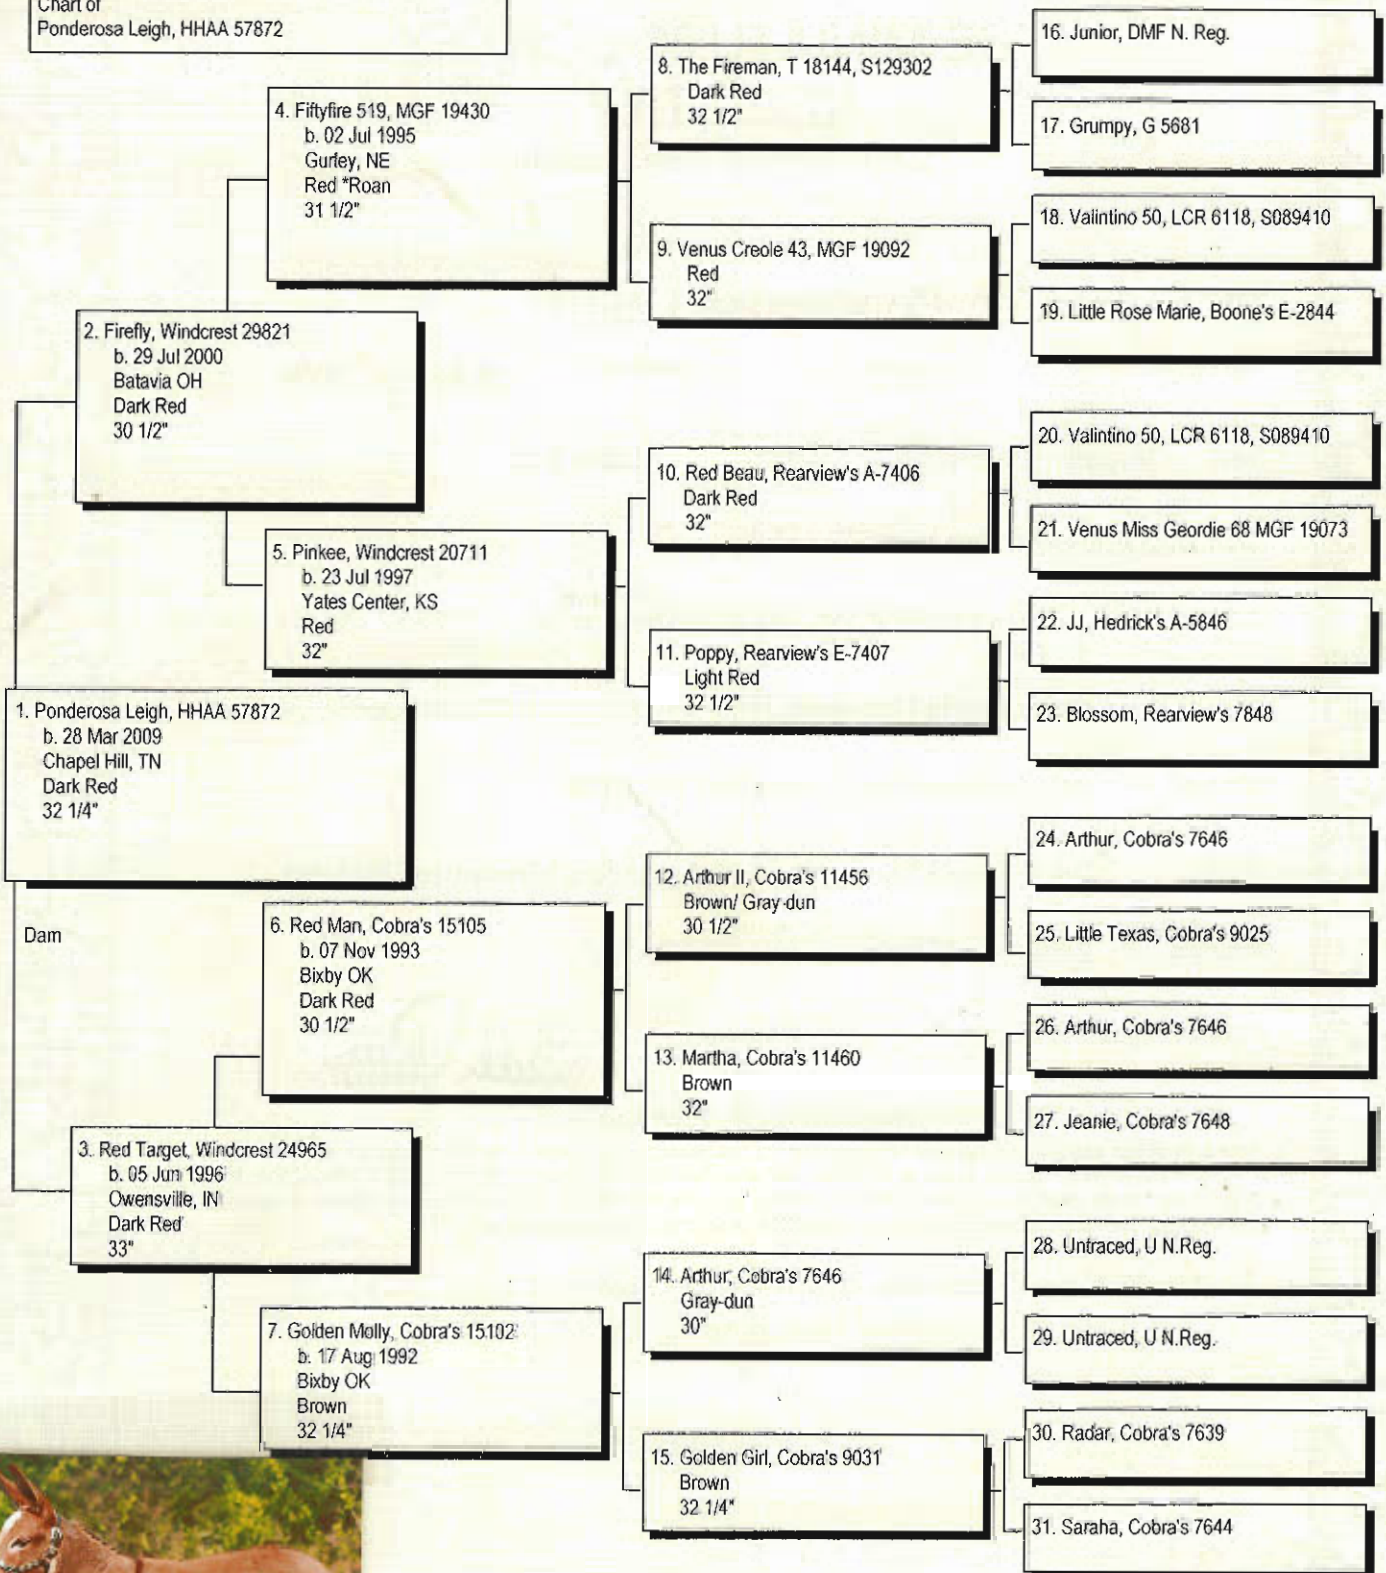 Chart of
Ponderosa Leigh, HHAA 57872
1. Ponderosa Leigh, HHAA 57872
b. 28 Mar 2009
Chapel Hill, TN
Dark Red
32 1/4"
Dam
2. Firefly, Windcrest 29821
b. 29 Jul 2000
Batavia OH
Dark Red
30 1/2"
3. Red Target, Windcrest 24965
b. 05 Jun 1996
Owensville, IN
Dark Red
33"
4. Fiftyfire 519, MGF 19430
b. 02 Jul 1995
Gurley, NE
Red *Roan
31 1/2"
5. Pinkee, Windcrest 20711
b. 23 Jul 1997
Yates Center, KS
Red
32"
6. Red Man, Cobra's 15105
b. 07 Nov 1993
Bixby OK
Dark Red
30 1/2"
7. Golden Molly, Cobra's 15102
b. 17 Aug 1992
Bixby OK
Brown
32 1/4"
8. The Fireman, T 18144, S129302
Dark Red
32 1/2"
9. Venus Creole 43, MGF 19092
Red
32"
10. Red Beau, Rearview's A-7406
Dark Red
32"
11. Poppy, Rearview's E-7407
Light Red
32 1/2"
12. Arthur II, Cobra's 11456
Brown/ Gray-dun
30 1/2"
13. Martha, Cobra's 11460
Brown
32"
14. Arthur, Cobra's 7646
Gray-dun
30"
15. Golden Girl, Cobra's 9031
Brown
32 1/4"
16. Junior, DMF N. Reg.
17. Grumpy, G 5681
18. Valintino 50, LCR 6118, S089410
19. Little Rose Marie, Boone's E-2844
20. Valintino 50, LCR 6118, S089410
21. Venus Miss Geordie 68 MGF 19073
22. JJ, Hedrick's A-5846
23. Blossom, Rearview's 7848
24. Arthur, Cobra's 7646
25. Little Texas, Cobra's 9025
26. Arthur, Cobra's 7646
27. Jeanie, Cobra's 7648
28. Untraced, U N.Reg.
29. Untraced, U N.Reg.
30. Radar, Cobra's 7639
31. Saraha, Cobra's 7644